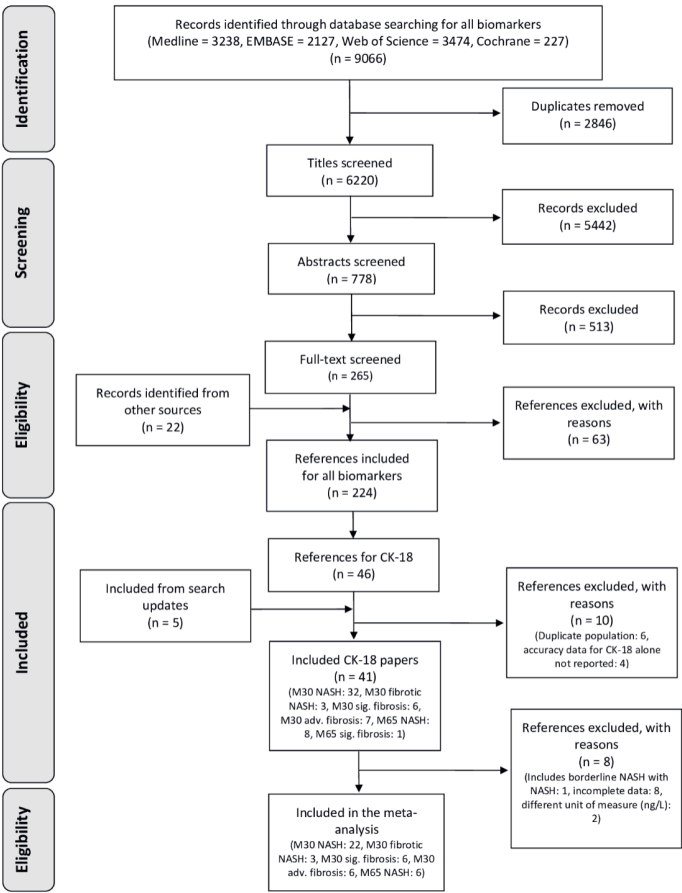 Identification
Records identified through database searching for all biomarkers
(Medline = 3238, EMBASE = 2127, Web of Science = 3474, Cochrane = 227)
(n = 9066)
Duplicates removed
(n = 2846)
Screening
Titles screened
(n = 6220)
Records excluded
(n = 5442)
Abstracts screened
(n = 778)
Records excluded
(n = 513)
Eligibility
Full-text screened
(n = 265)
Records identified from
other sources
(n = 22)
References excluded, with
reasons
(n = 63)
References included
for all biomarkers
(n = 224)
Included
References for CK-18
(n = 46)
Included from search
updates
(n = 5)
References excluded, with
reasons
(n = 10)
(Duplicate population: 6,
accuracy data for CK-18 alone
not reported: 4)
Included CK-18 papers
(n = 41)
(M30 NASH: 32, M30 fibrotic
NASH: 3, M30 sig. fibrosis: 6,
M30 adv. fibrosis: 7, M65 NASH:
8, M65 sig. fibrosis: 1)
References excluded, with
reasons
(n = 8)
(Includes borderline NASH with
NASH: 1, incomplete data: 8,
different unit of measure (ng/L):
2)
Eligibility
Included in the meta-
analysis
(M30 NASH: 22, M30 fibrotic
NASH: 3, M30 sig. fibrosis: 6, M30
adv. fibrosis: 6, M65 NASH: 6)